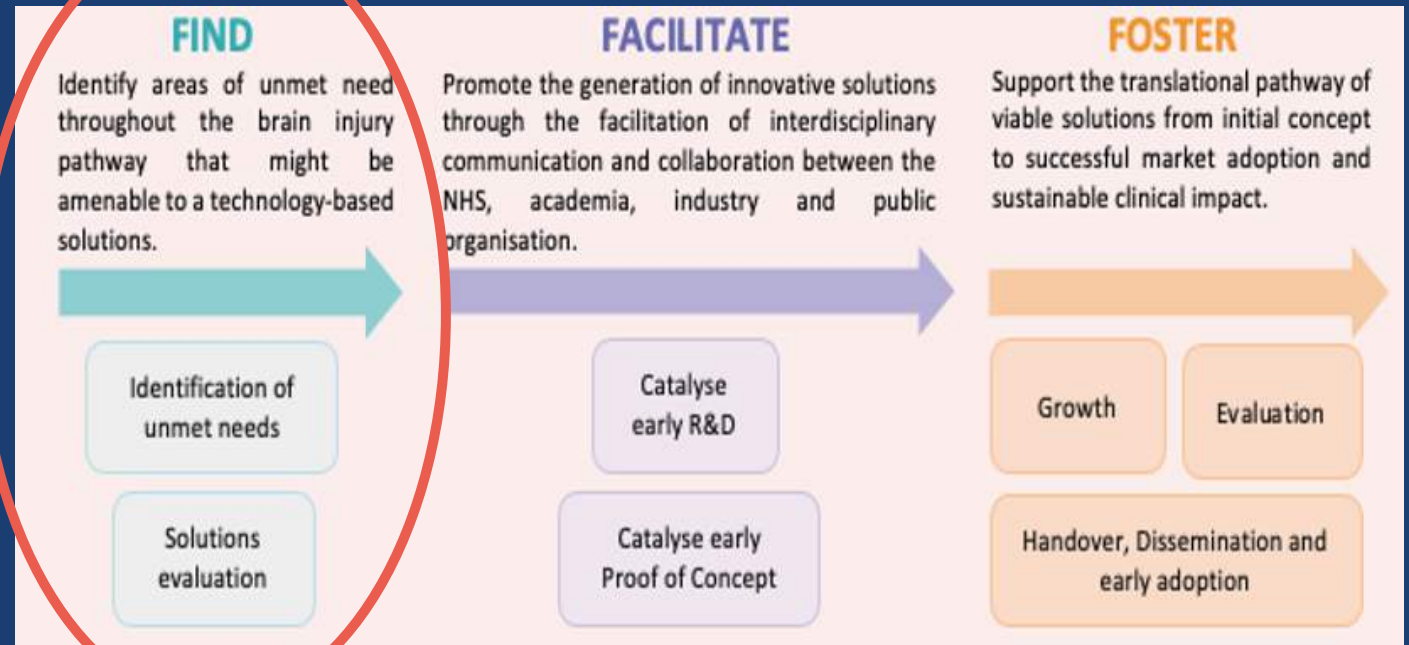 FIND
Identify areas of unmet need
throughout the brain injury
pathway that might be
amenable to a technology-based
solutions.
Identification of
unmet needs
Solutions
evaluation
FACILITATE
Promote the generation of innovative solutions
through the facilitation of interdisciplinary
communication and collaboration between the
NHS, academia, industry and public
organisation.
Catalyse
early R&D
Catalyse early
Proof of Concept
FOSTER
Support the translational pathway of
viable solutions from initial concept
to successful market adoption and
sustainable clinical impact.
Growth
Evaluation
Handover, Dissemination and
early adoption